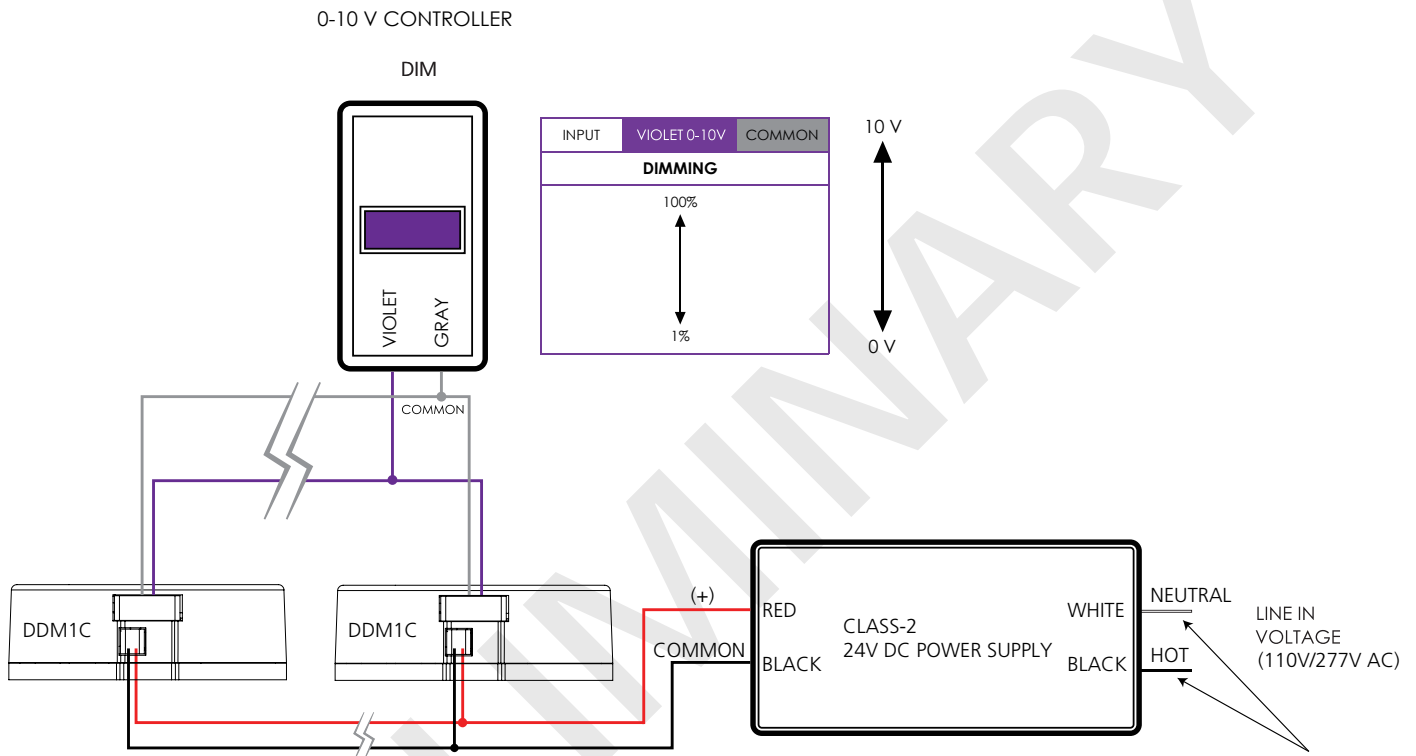 0-10 V CONTROLLER
DIM
VIOLET
GRAY
INPUT
VIOLET 0-10V
COMMON
DIMMING
100%
1%
10 V
0 V
COMMON
DDM1C
DDM1C
(+)
COMMON
RED
BLACK
CLASS-2
24V DC POWER SUPPLY
WHITE
BLACK
NEUTRAL
HOT
LINE IN
VOLTAGE
(110V/277V AC)
LIMINARY